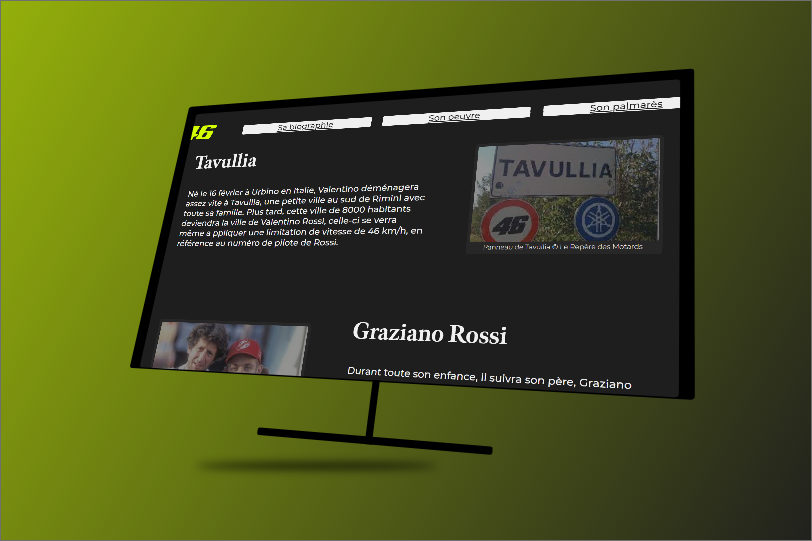 46
Sa biographie
Son oeuvre
Son palmarès
Tavullia
Né le 16 février à Urbino en Italie, Valentino déménagera
assez vite à Tavullia, une petite ville au sud de Rimini avec
toute sa famille. Plus tard, cette ville de 8000 habitants
deviendra la ville de Valentino Rossi, celle-ci se verra
même a ppliquer une limitation de vitesse de 46 km/h, en
référence au numéro de pilote de Rossi.
TAVULLIA
46
Panneau de Tavullia © Le Pépère des Motards
Graziano Rossi
Durant toute son enfance, il suivra son père, Graziano